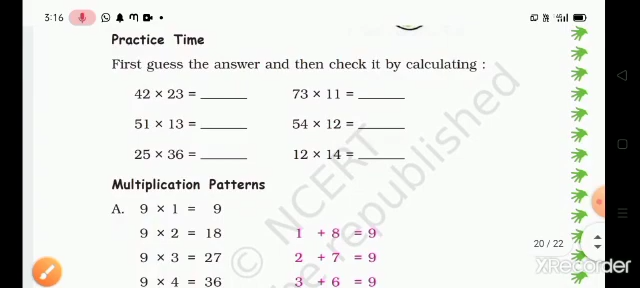 3:16
Practice Time
First guess the answer and then check it by calculating :
42 × 23 = ______ 73 × 11 = ______
51 × 13 = ______ 54 × 12 = ______
25 × 36 = ______ 12 × 14 = ______
Multiplication Patterns
A. 9 × 1 = 9
9 × 2 = 18 1 + 8 = 9
9 × 3 = 27 2 + 7 = 9
9 × 4 = 36 3 + 6 = 9
© NCERT
be republished
20 / 22
XRecorder